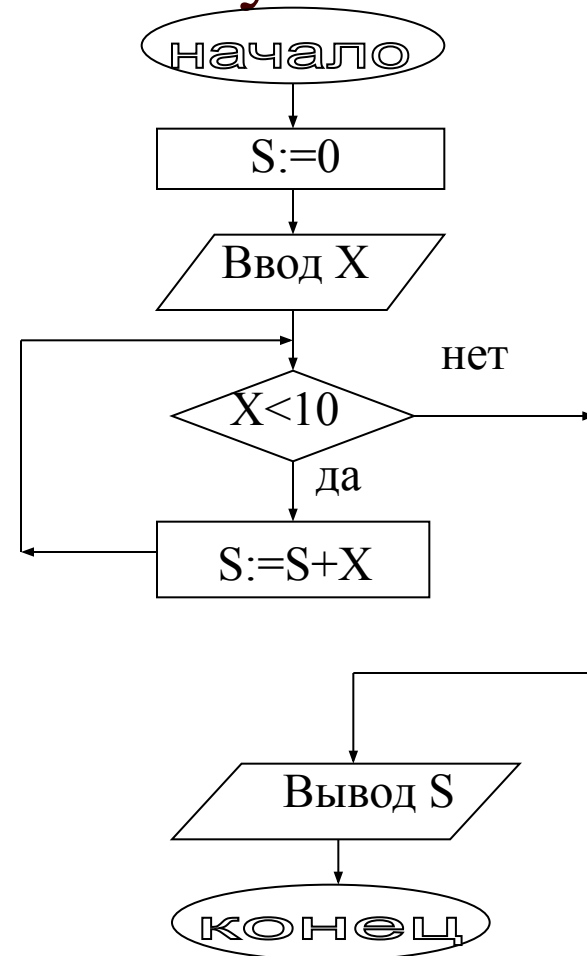 начало
S:=0
Ввод X
нет
X<10
да
S:=S+X
Вывод S
конец